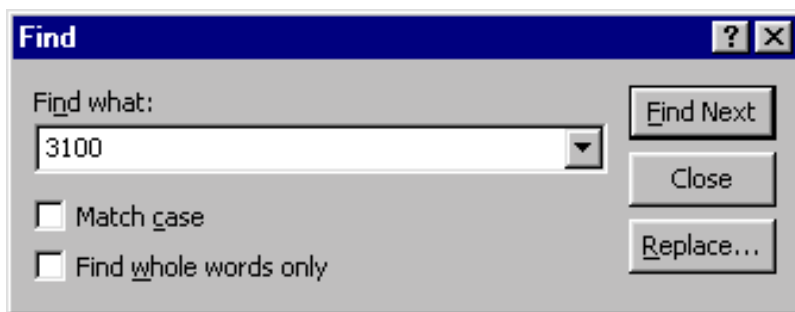 Find
Find what:
3100
Match case
Find whole words only
Find Next
Close
Replace...